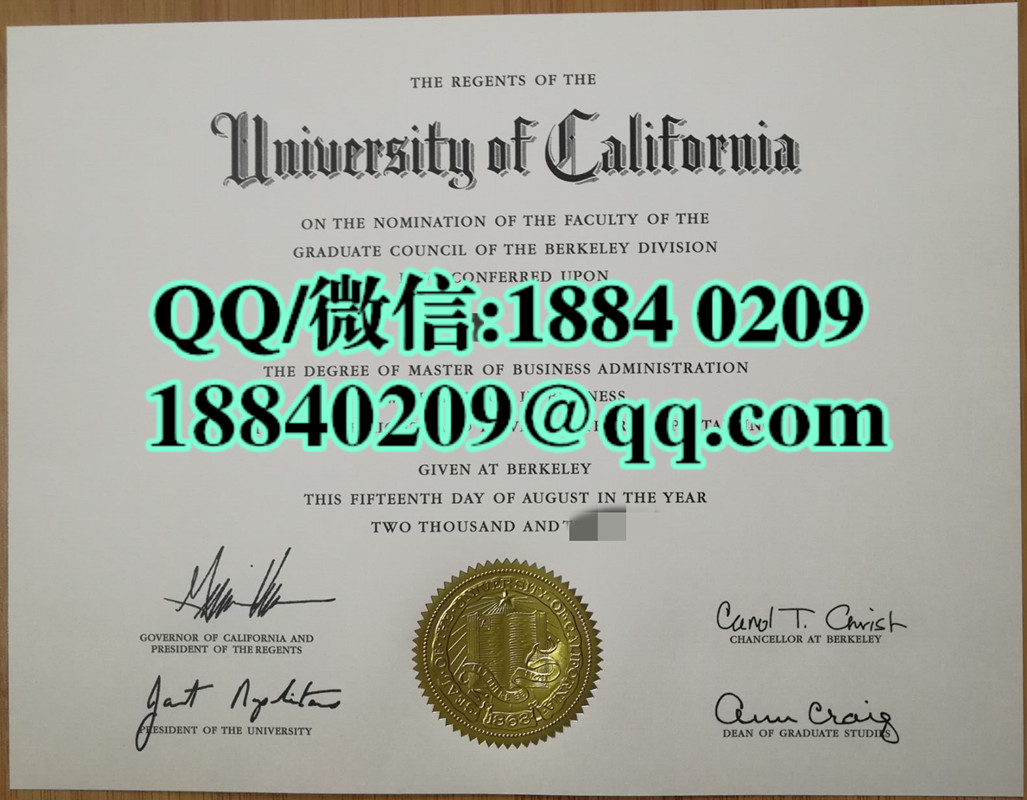 THE REGENTS OF THE
University of California
ON THE NOMINATION OF THE FACULTY OF THE
GRADUATE COUNCIL OF THE BERKELEY DIVISION
CONFERRED UPON
QQ/微信:1884 0209
THE DEGREE OF MASTER OF BUSINESS ADMINISTRATION
18840209@qq.com
GIVEN AT BERKELEY
THIS FIFTEENTH DAY OF AUGUST IN THE YEAR
TWO THOUSAND AND
GOVERNOR OF CALIFORNIA AND
PRESIDENT OF THE REGENTS
Carol T. Christ
CHANCELLOR AT BERKELEY
1868
PRESIDENT OF THE UNIVERSITY
Ann Craig
DEAN OF GRADUATE STUDIES